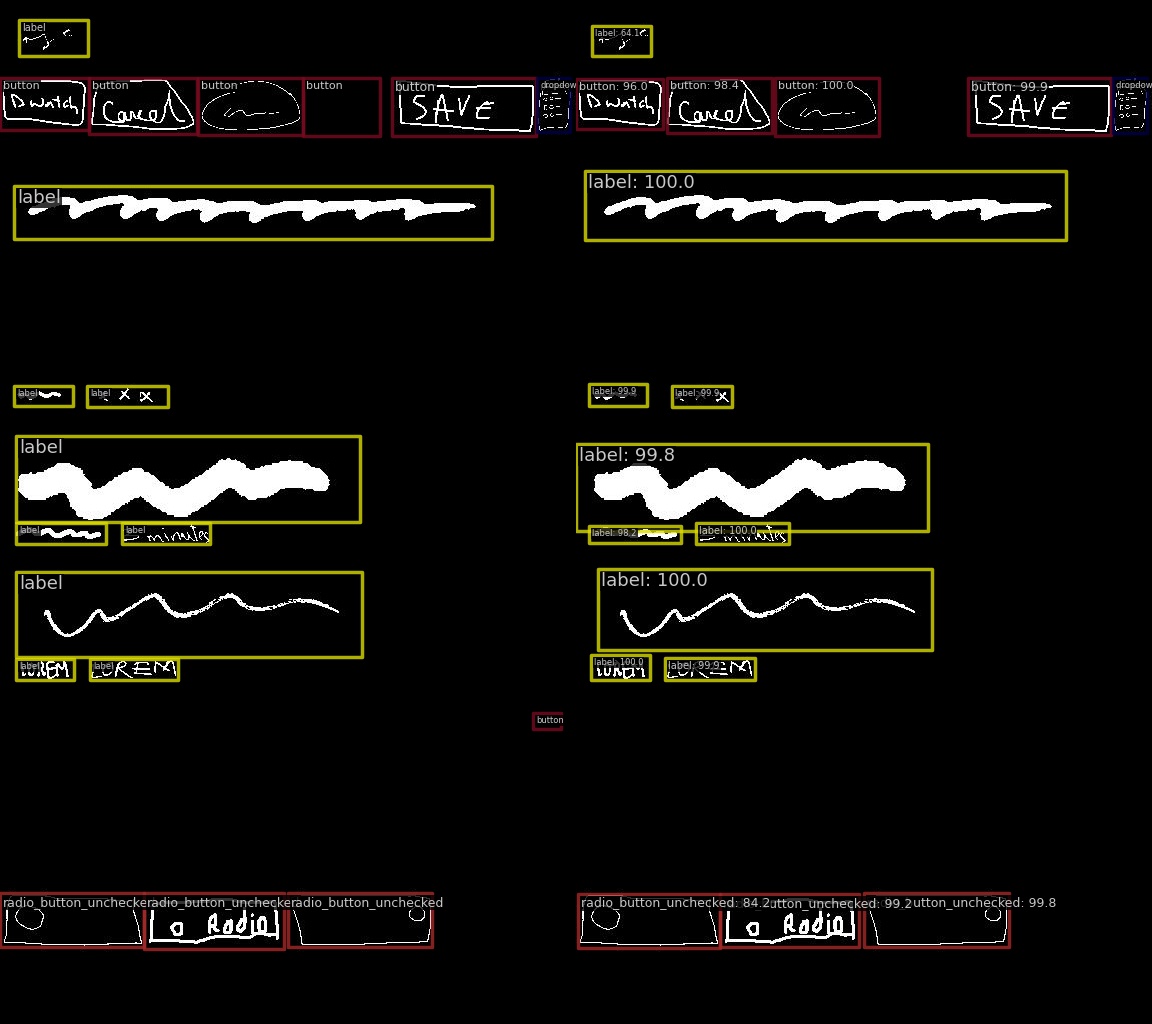 label label: 64.1
button button button button button dropdow button: 96.0 button: 98.4 button: 100.0 button: 99.9 dropdow
Cancel SAVE Cancel SAVE
label label: 100.0
label label label: 99.9 label: 99.9
x x x
label label: 99.8
label label label: 98.2 label: 100.0
minutes minutes
label label: 100.0
label label label: 100.0 label: 99.9
LOREM LOREM LOREM LOREM
button
radio_button_unchecke radio_button_unchecke radio_button_unchecked radio_button_unchecked: 84.2 utton_unchecked: 99.2 utton_unchecked: 99.8
Radio Radio